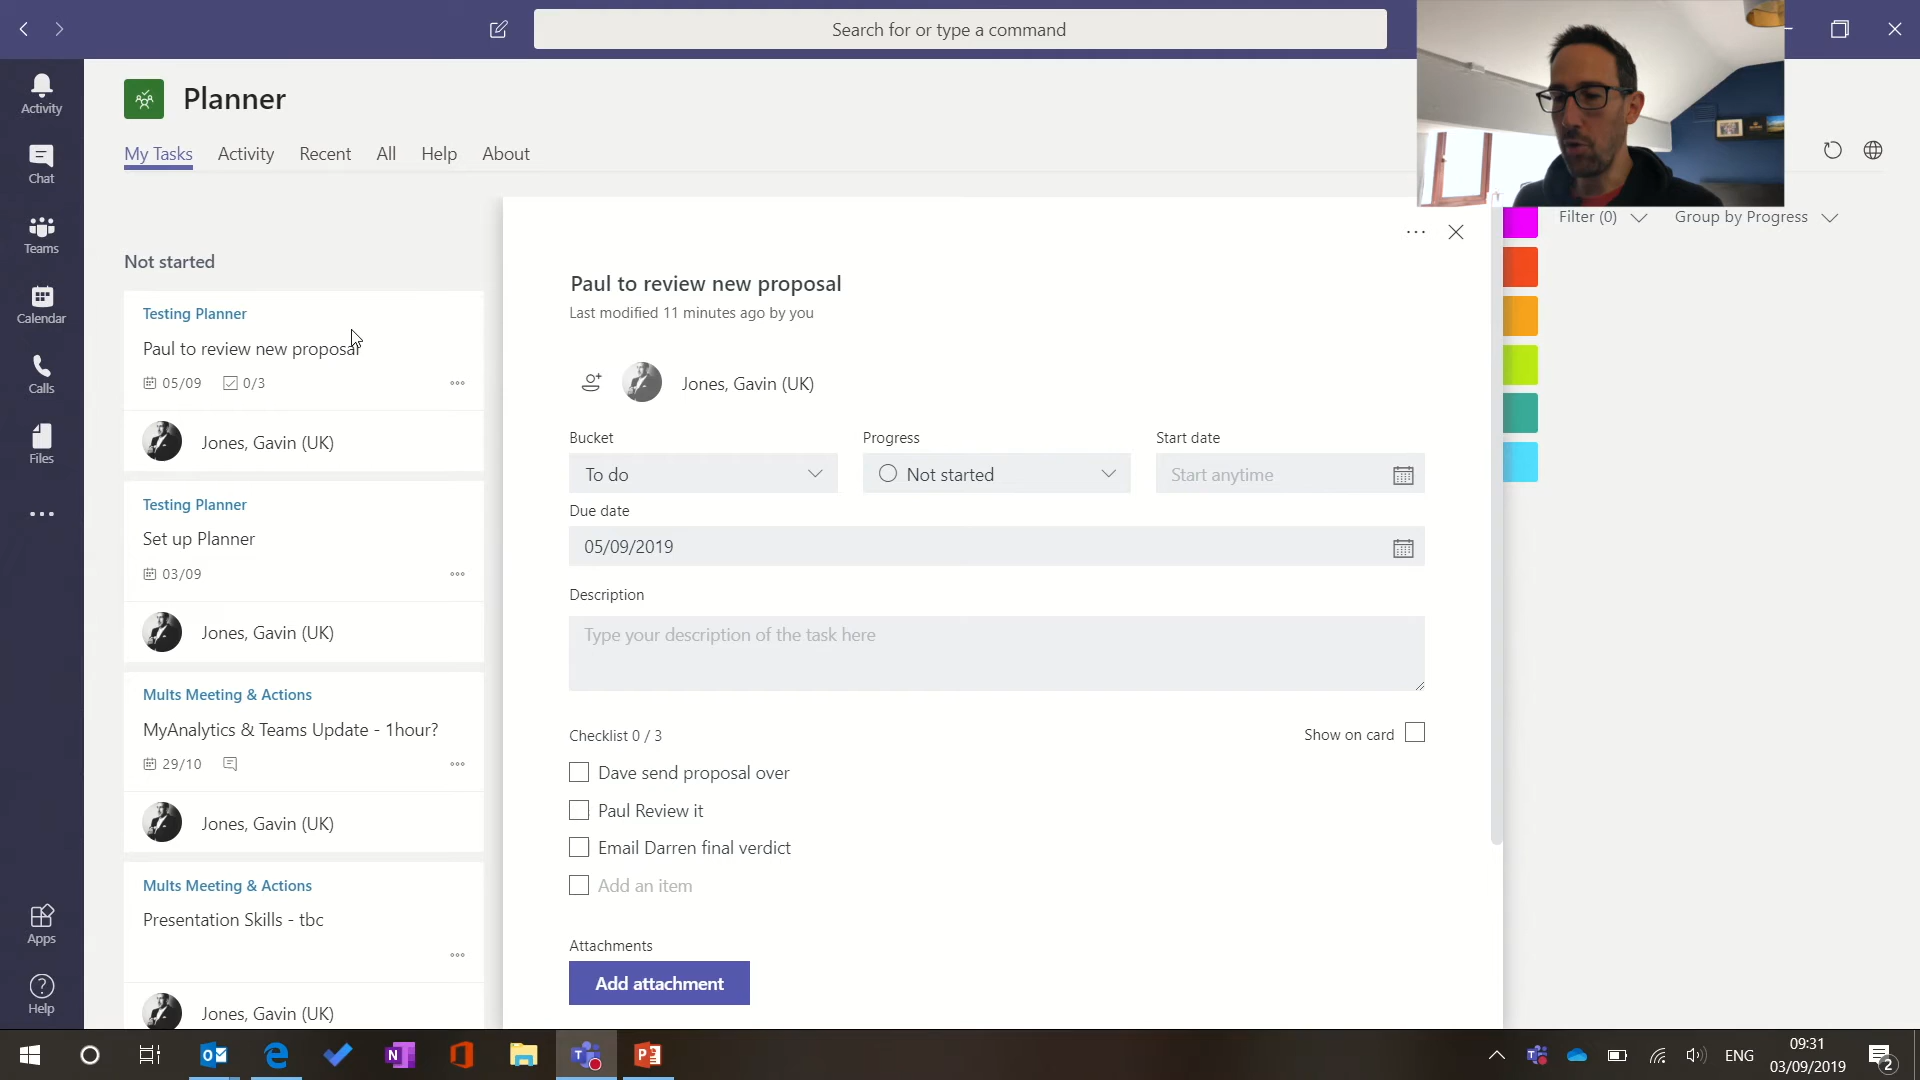 Search for or type a command
Planner
My Tasks Activity Recent All Help About
Activity
Chat
Teams
Calendar
Calls
Files
Apps
Help
Filter (0) Group by Progress
Not started
Testing Planner
Paul to review new proposal
05/09 0/3
Jones, Gavin (UK)
Testing Planner
Set up Planner
03/09
Jones, Gavin (UK)
Mults Meeting & Actions
MyAnalytics & Teams Update - 1hour?
29/10
Jones, Gavin (UK)
Mults Meeting & Actions
Presentation Skills - tbc
Jones, Gavin (UK)
Paul to review new proposal
Last modified 11 minutes ago by you
Jones, Gavin (UK)
Bucket Progress Start date
To do Not started Start anytime
Due date
05/09/2019
Description
Type your description of the task here
Checklist 0 / 3 Show on card
Dave send proposal over
Paul Review it
Email Darren final verdict
Add an item
Attachments
Add attachment
ENG
09:31
03/09/2019
2